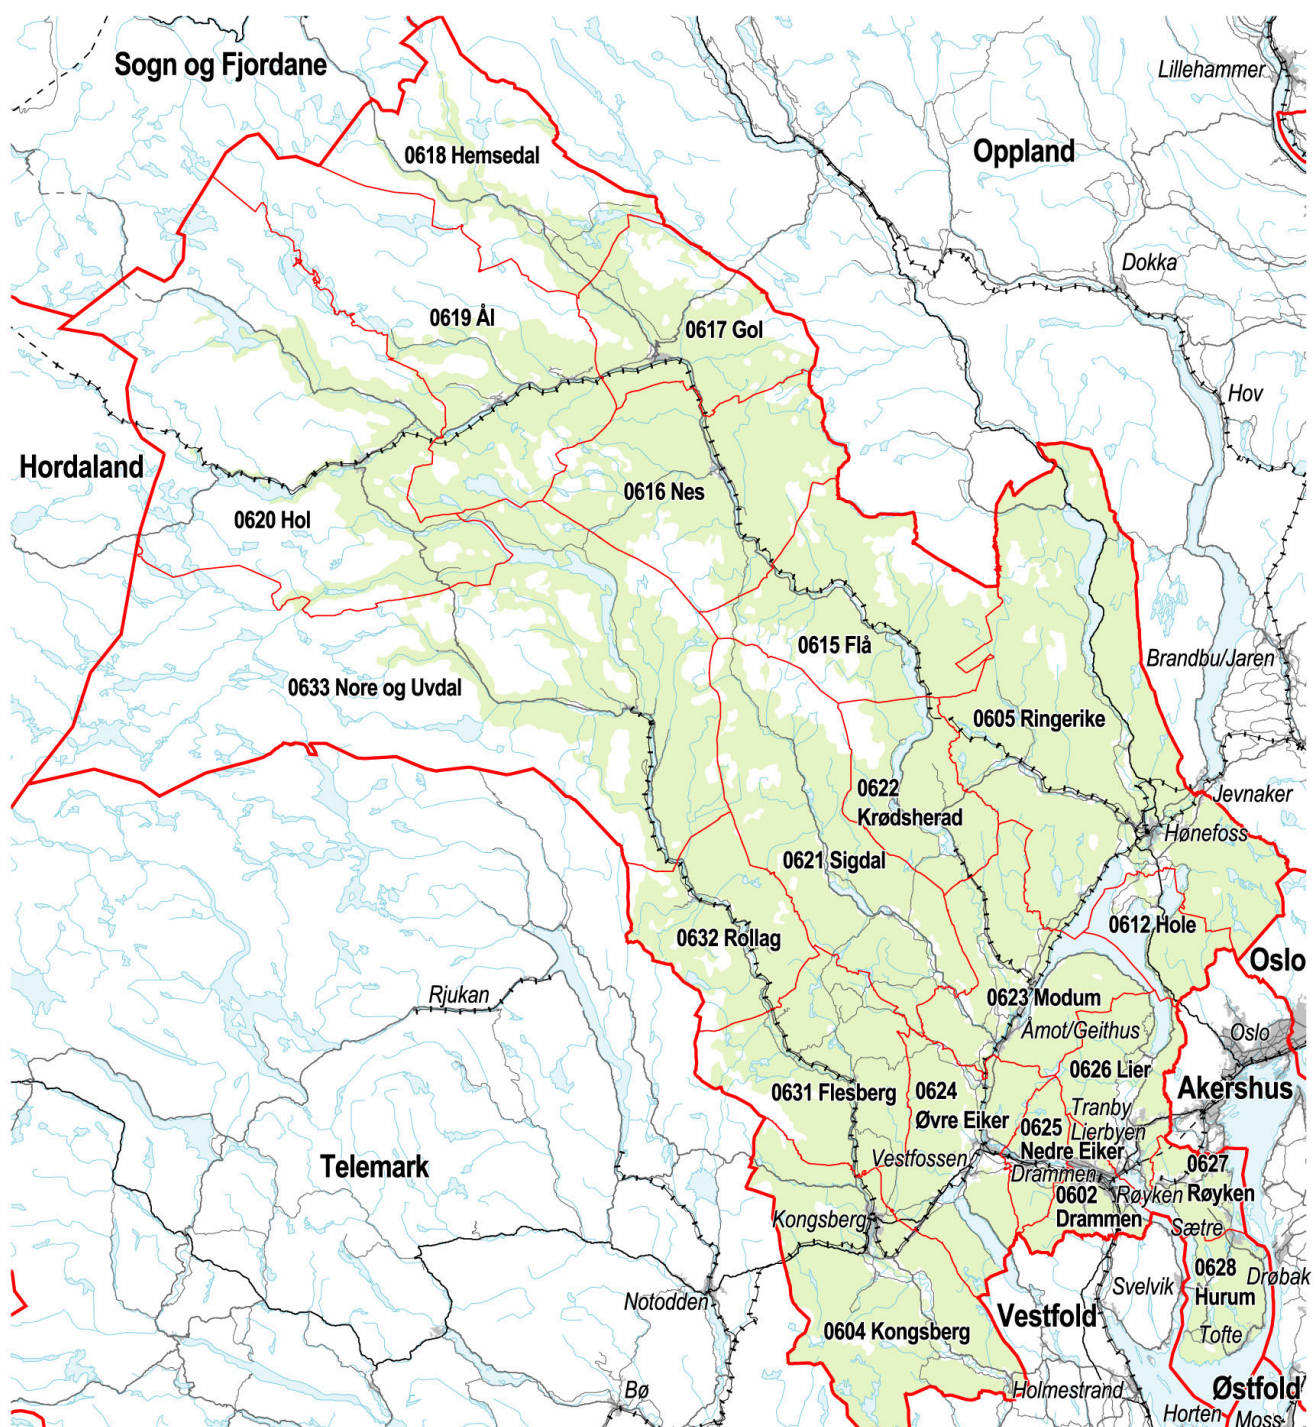 Sogn og Fjordane
Lillehammer
0618 Hemsedal
Oppland
Dokka
0619 Ål
0617 Gol
Hov
Hordaland
0616 Nes
0620 Hol
0615 Flå
Brandbu/Jaren
0633 Nore og Uvdal
0605 Ringerike
0622
Krødsherad
Jevnaker
Hønefoss
0621 Sigdal
0612 Hole
0632 Rollag
Oslo
Rjukan
0623 Modum
Åmot/Geithus
Oslo
0626 Lier
0631 Flesberg
0624
Øvre Eiker
Akershus
Tranby
Lierbyen
0625
Nedre Eiker
Vestfossen
Telemark
Drammen
0627
Røyken
Røyken
0602
Drammen
Kongsberg
Sætre
0628
Hurum
Drøbak
Svelvik
Notodden
Vestfold
0604 Kongsberg
Tofte
Bø
Holmestrand
Østfold
Horten
Moss